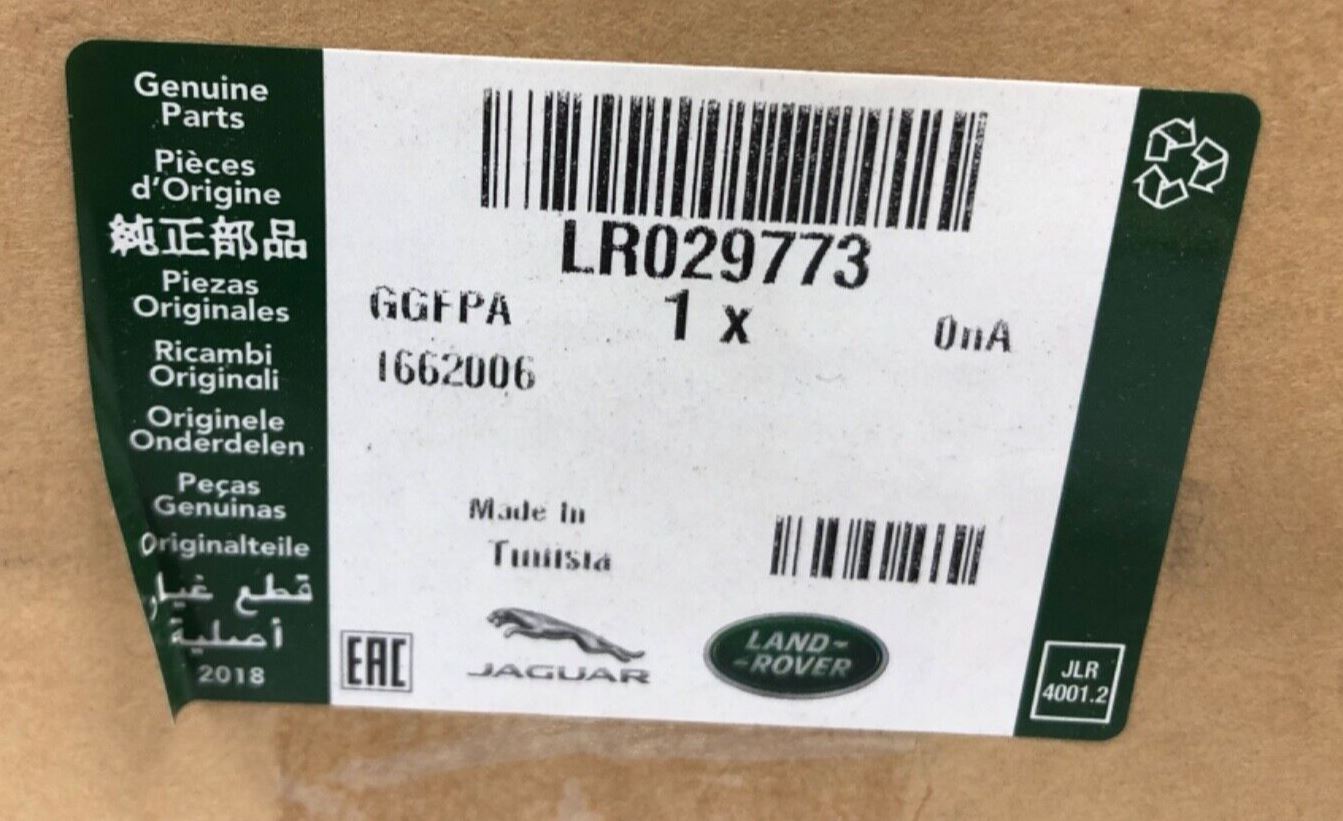 Genuine
Parts
Pièces
d'Origine
純正部品
Piezas
Originales
Ricambi
Originali
Originele
Onderdelen
Peças
Genuinas
Originalteile
قطع غيار
أصلية
2018
LR029773
GGFPA
1 x
0nA
1662006
Made In
Tunisia
EAC
JAGUAR
LAND-
-ROVER
JLR
4001.2